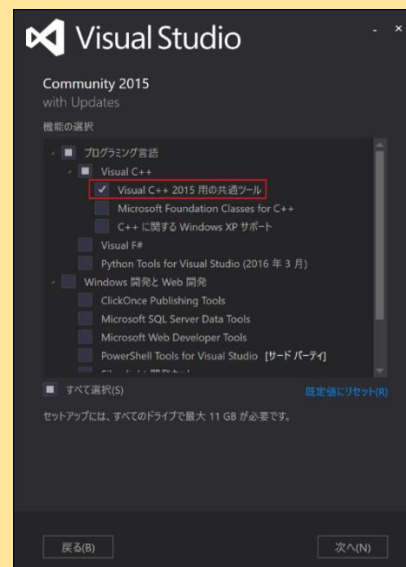 Visual Studio
Community 2015
with Updates
機能の選択
プログラミング言語
Visual C++
Visual C++ 2015 用の共通ツール
Microsoft Foundation Classes for C++
C++ に関する Windows XP サポート
Visual F#
Python Tools for Visual Studio (2016 年 3 月)
Windows 開発と Web 開発
ClickOnce Publishing Tools
Microsoft SQL Server Data Tools
Microsoft Web Developer Tools
PowerShell Tools for Visual Studio [サード パーティ]
すべて選択(S)
既定値にリセット(R)
セットアップには、すべてのドライブで最大 11 GB が必要です。
戻る(B)
次へ(N)